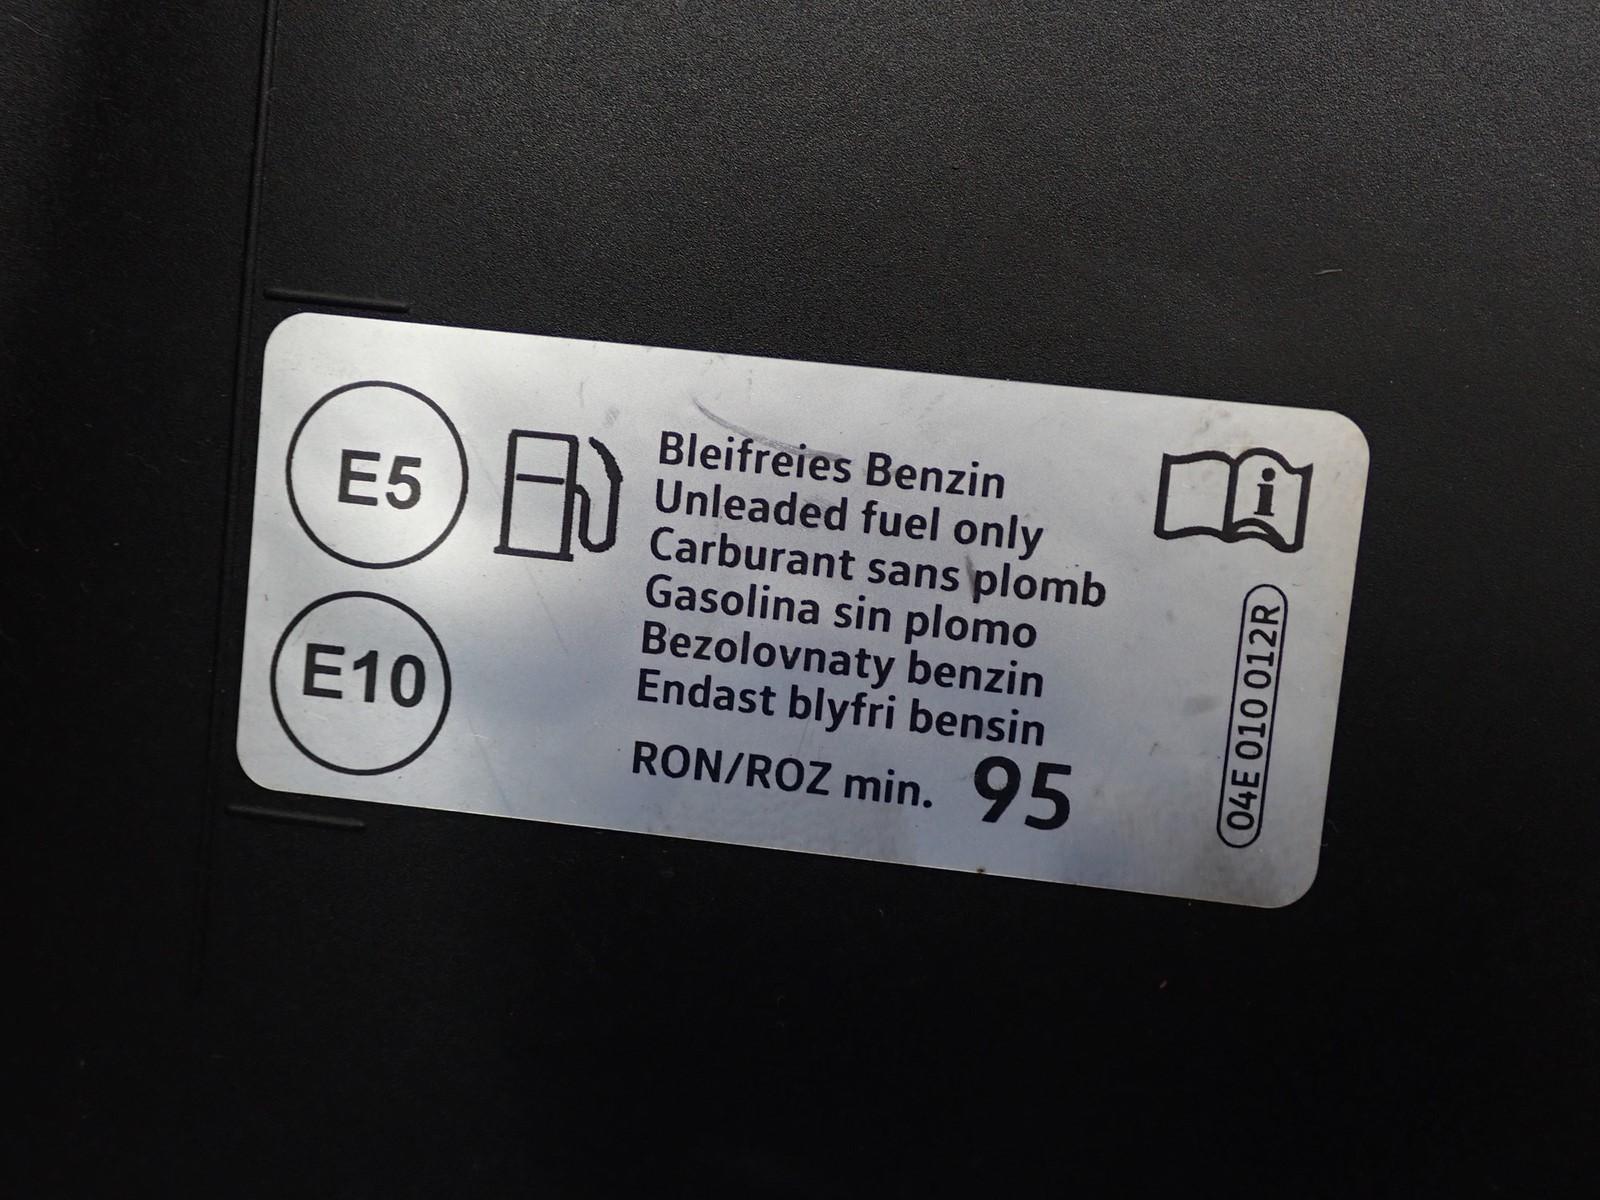 E5
E10
Bleifreies Benzin
Unleaded fuel only
Carburant sans plomb
Gasolina sin plomo
Bezolovnaty benzin
Endast blyfri bensin
RON/ROZ min. 95
i
04E 010 012R